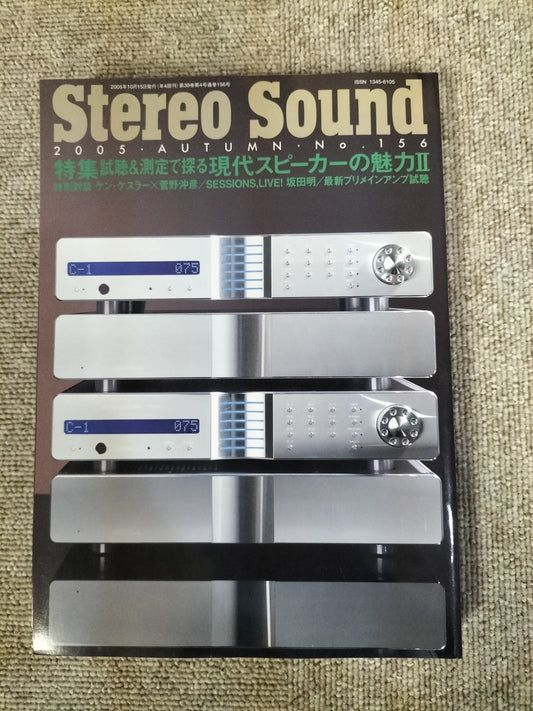 2005年10月15日発行(年4回刊)第39巻第4号通巻156号
ISSN 1345-6105
Stereo Sound
2005・AUTUMN・No.156
特集 試聴&測定で探る 現代スピーカーの魅力II
特別対談 ケン・ケスラー×菅野沖彦/SESSIONS,LIVE! 坂田明/最新プリメインアンプ試聴
C-1 075
C-1 075